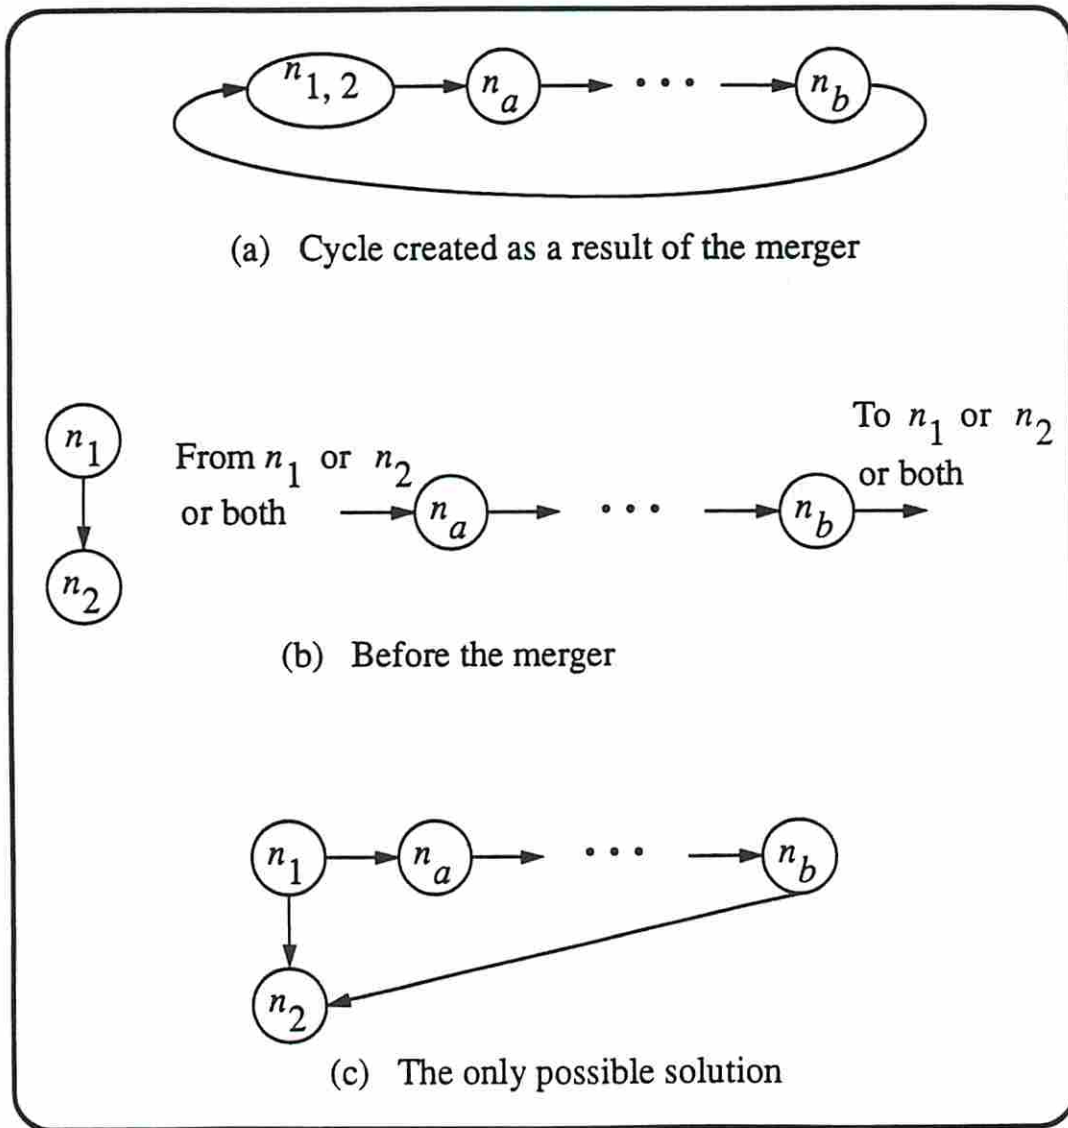 n1, 2 na • • • nb
(a) Cycle created as a result of the merger
n1
n2
From n1 or n2
or both
na • • • nb
To n1 or n2
or both
(b) Before the merger
n1 na • • • nb
n2
(c) The only possible solution